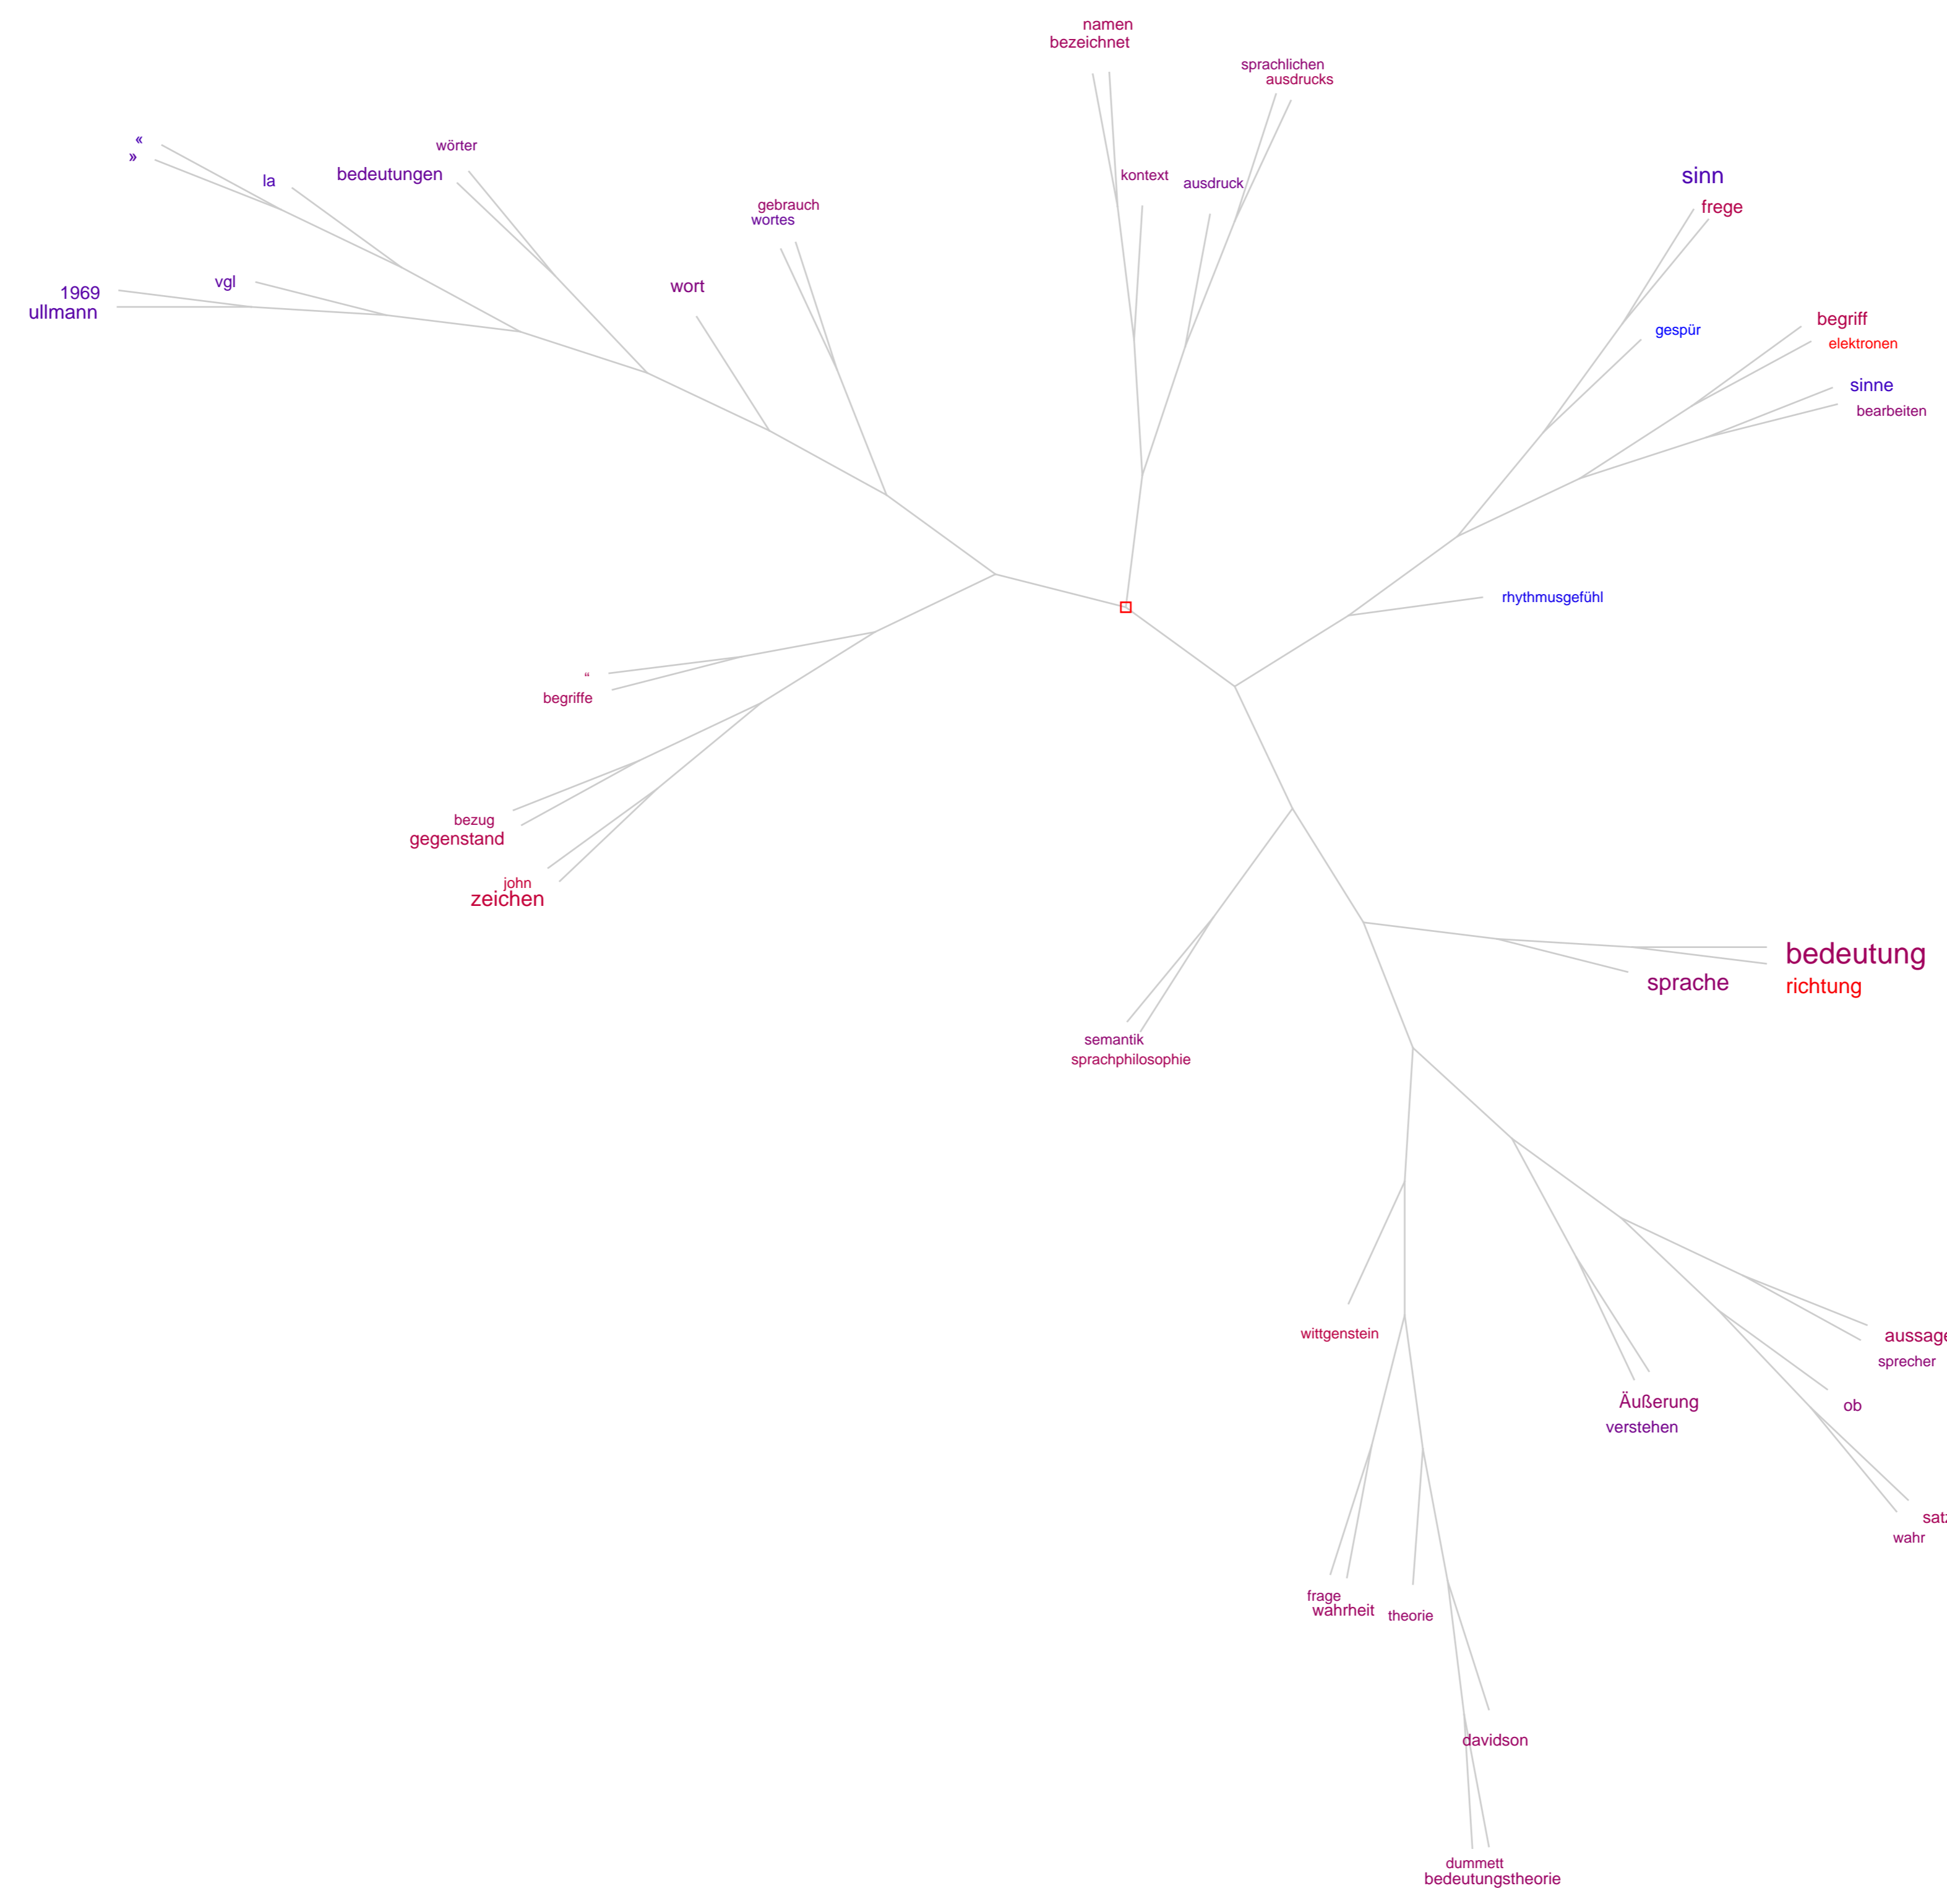 namen
bezeichnet
sprachlichen
ausdrucks
«
»
wörter
bedeutungen
la
kontext
ausdruck
sinn
frege
gebrauch
wortes
vgl
1969
ullmann
wort
gespür
begriff
elektronen
sinne
bearbeiten
rhythmusgefühl
“
begriffe
bezug
gegenstand
john
zeichen
bedeutung
sprache
richtung
semantik
sprachphilosophie
wittgenstein
aussage
sprecher
Äußerung
verstehen
ob
satz
wahr
frage
wahrheit
theorie
davidson
dummett
bedeutungstheorie